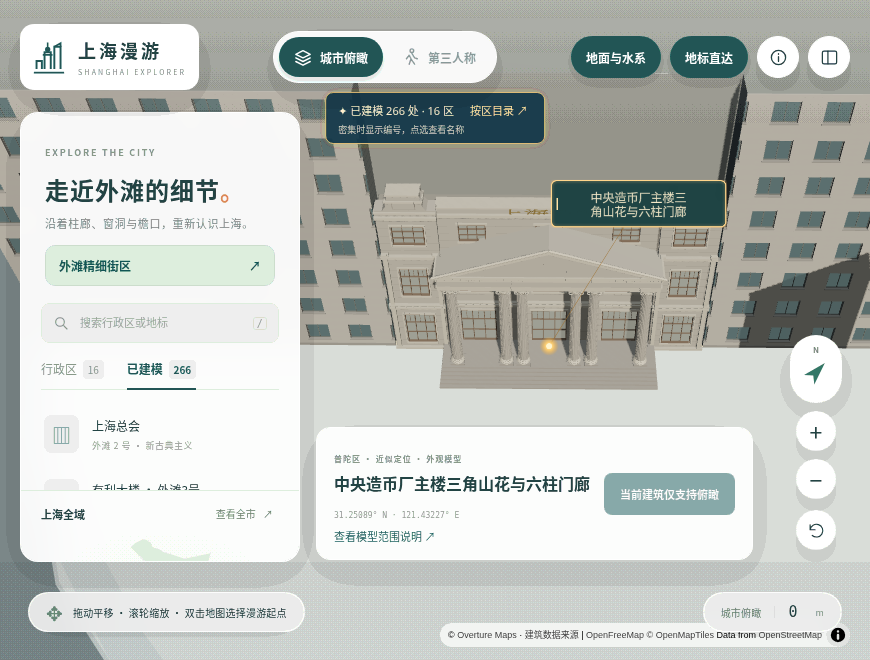 上海漫游
SHANGHAI EXPLORER
城市俯瞰
第三人称
地面与水系
地标直达
✦ 已建模 266 处 · 16 区 按区目录 ↗
密集时显示编号，点选查看名称
EXPLORE THE CITY
走近外滩的细节。
沿着柱廊、窗洞与檐口，重新认识上海。
外滩精细街区 ↗
搜索行政区或地标 /
行政区 16 已建模 266
上海总会
外滩 2 号 · 新古典主义
有利大楼 · 外滩3号
上海全域 查看全市 ↗
中央造币厂主楼三
角山花与六柱门廊
N
普陀区 · 近似定位 · 外观模型
中央造币厂主楼三角山花与六柱门廊
当前建筑仅支持俯瞰
31.25089° N · 121.43227° E
查看模型范围说明 ↗
拖动平移 · 滚轮缩放 · 双击地图选择漫游起点
城市俯瞰 0 m
© Overture Maps · 建筑数据来源 | OpenFreeMap © OpenMapTiles Data from OpenStreetMap